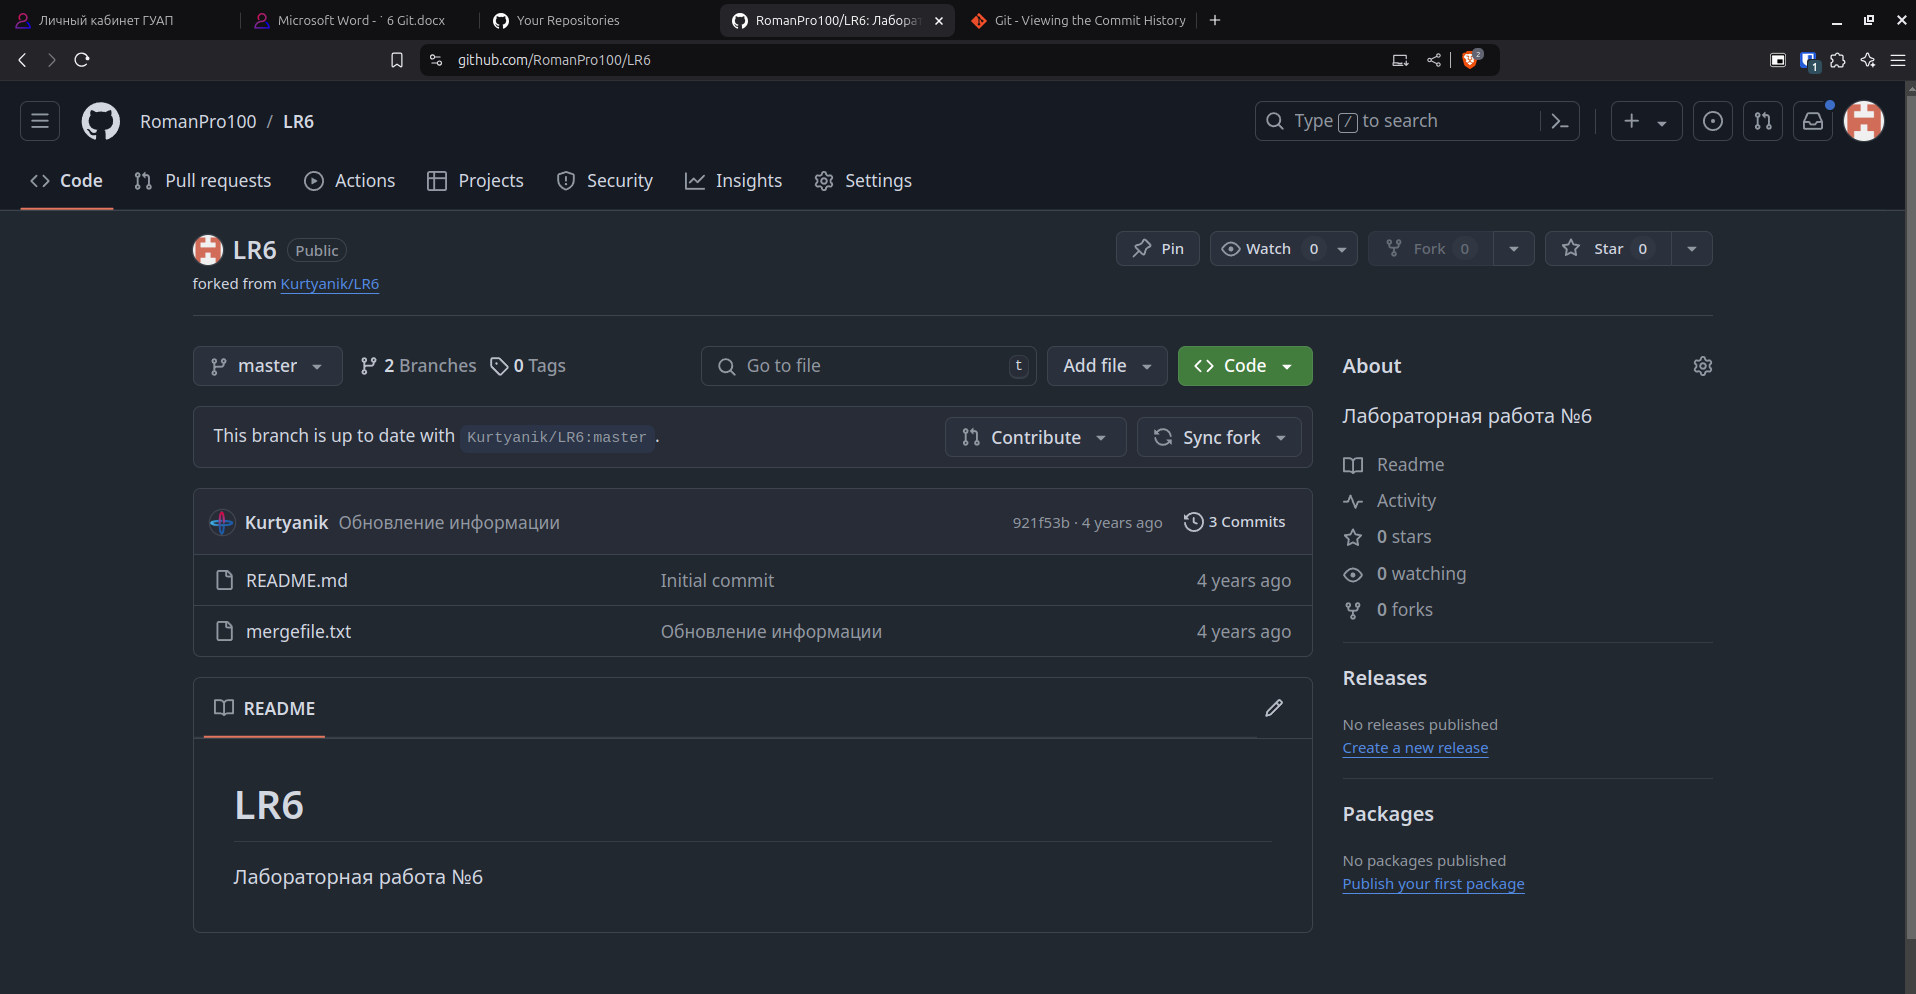 Личный кабинет ГУАП
Microsoft Word - 6 Git.docx
Your Repositories
RomanPro100/LR6: Лаборат
Git - Viewing the Commit History
github.com/RomanPro100/LR6
2
1
RomanPro100 / LR6
Type / to search
Code
Pull requests
Actions
Projects
Security
Insights
Settings
LR6 Public
forked from Kurtyanik/LR6
Pin
Watch 0
Fork 0
Star 0
master
2 Branches
0 Tags
Go to file t
Add file
Code
This branch is up to date with Kurtyanik/LR6:master .
Contribute
Sync fork
Kurtyanik Обновление информации 921f53b · 4 years ago 3 Commits
README.md Initial commit 4 years ago
mergefile.txt Обновление информации 4 years ago
README
LR6
Лабораторная работа №6
About
Лабораторная работа №6
Readme
Activity
0 stars
0 watching
0 forks
Releases
No releases published
Create a new release
Packages
No packages published
Publish your first package